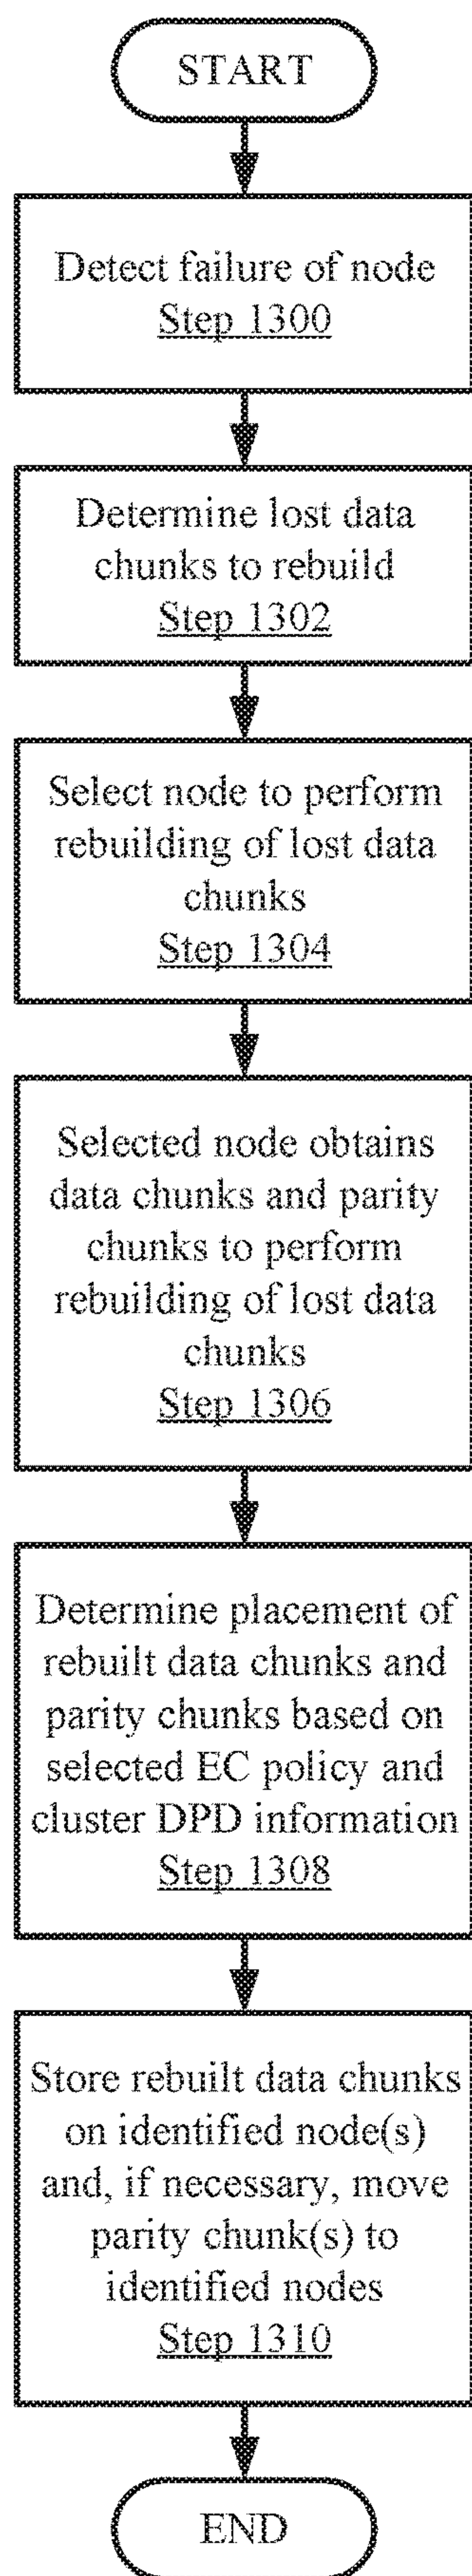 START
Detect failure of node
Step 1300
Determine lost data
chunks to rebuild
Step 1302
Select node to perform
rebuilding of lost data
chunks
Step 1304
Selected node obtains
data chunks and parity
chunks to perform
rebuilding of lost data
chunks
Step 1306
Determine placement of
rebuilt data chunks and
parity chunks based on
selected EC policy and
cluster DPD information
Step 1308
Store rebuilt data chunks
on identified node(s)
and, if necessary, move
parity chunk(s) to
identified nodes
Step 1310
END